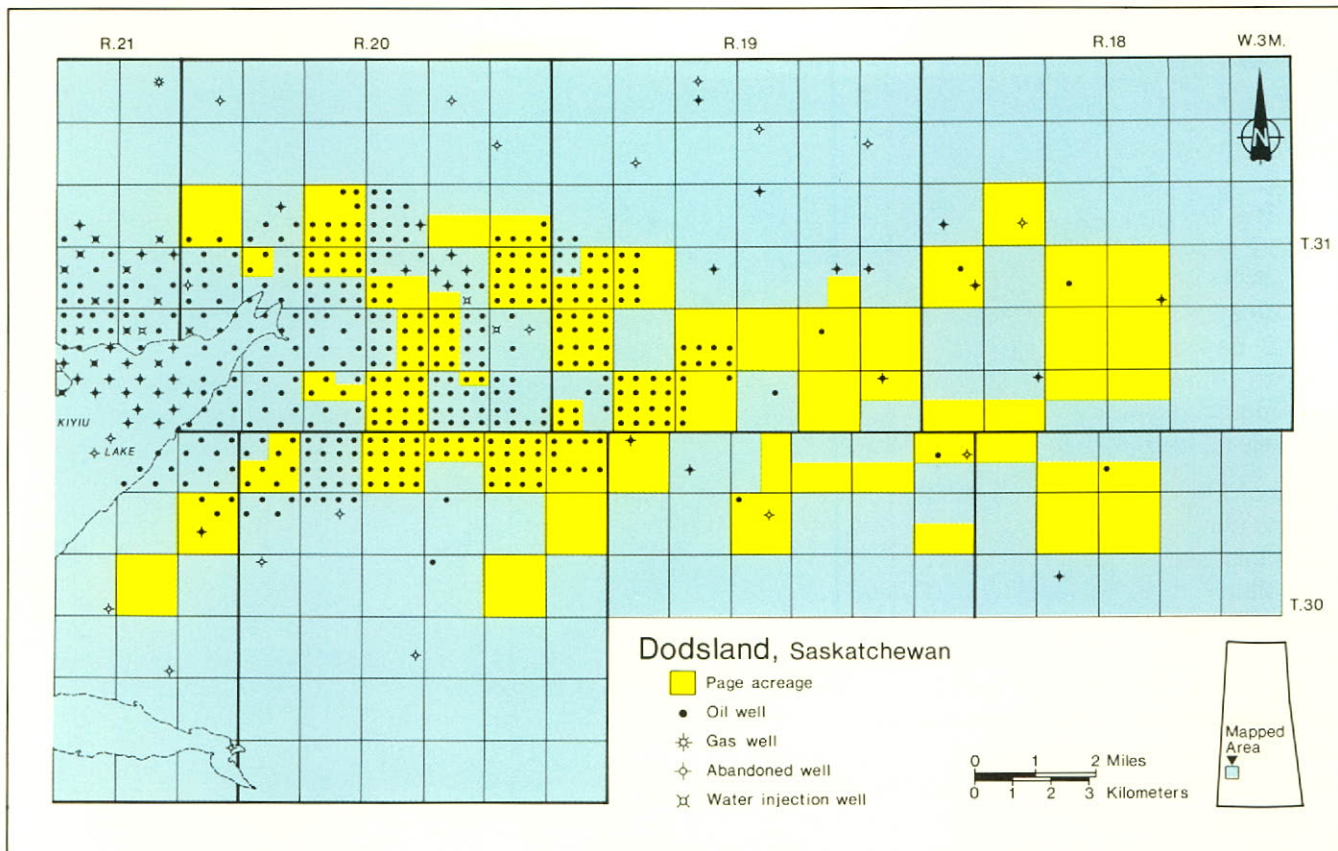 R.21 R.20 R.19 R.18 W.3M.
N
T.31
KIYIU
LAKE
T.30
Dodsland, Saskatchewan
Page acreage
Oil well
Gas well
Abandoned well
Water injection well
0 1 2 Miles
0 1 2 3 Kilometers
Mapped
Area